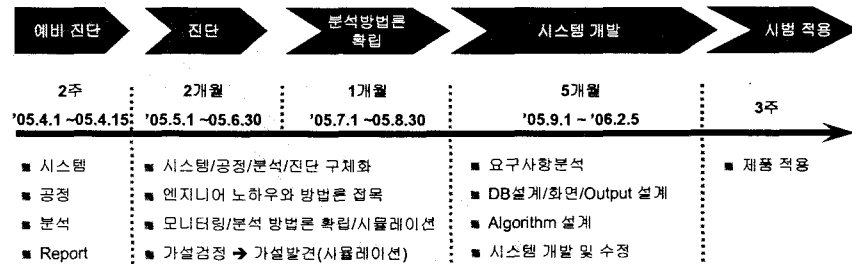 예비 진단
진단
분석방법론
확립
시스템 개발
시범 적용
2주
2개월
1개월
5개월
3주
'05.4.1 ~05.4.15
'05.5.1 ~05.6.30
'05.7.1 ~05.8.30
'05.9.1 ~ '06.2.5
■ 시스템
■ 공정
■ 분석
■ Report
■ 시스템/공정/분석/진단 구체화
■ 엔지니어 노하우와 방법론 접목
■ 모니터링/분석 방법론 확립/시뮬레이션
■ 가설검정 → 가설발견(시뮬레이션)
■ 요구사항분석
■ DB설계/화면/Output 설계
■ Algorithm 설계
■ 시스템 개발 및 수정
■ 제품 적용